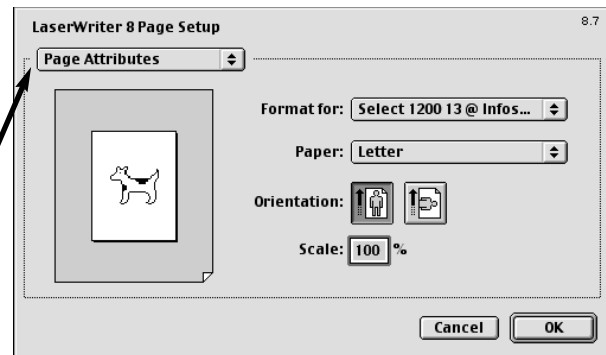 LaserWriter 8 Page Setup
8.7
Page Attributes
Format for: Select 1200 13 @ Infos...
Paper: Letter
Orientation:
Scale: 100 %
Cancel OK